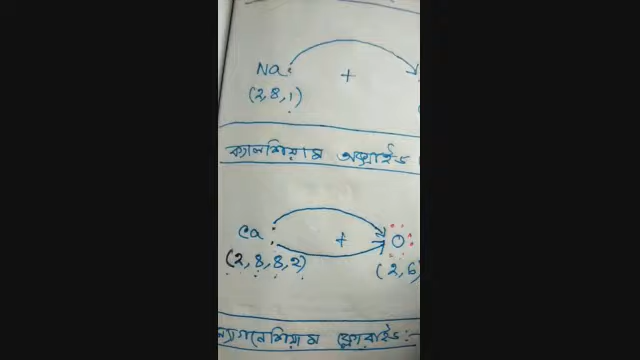 Na +
(2,8,1)
ক্যালশিয়াম অক্সাইড
Ca + O
(2,8,8,2) (2,6)
ম্যাগনেশিয়াম ক্লোরাইড:-